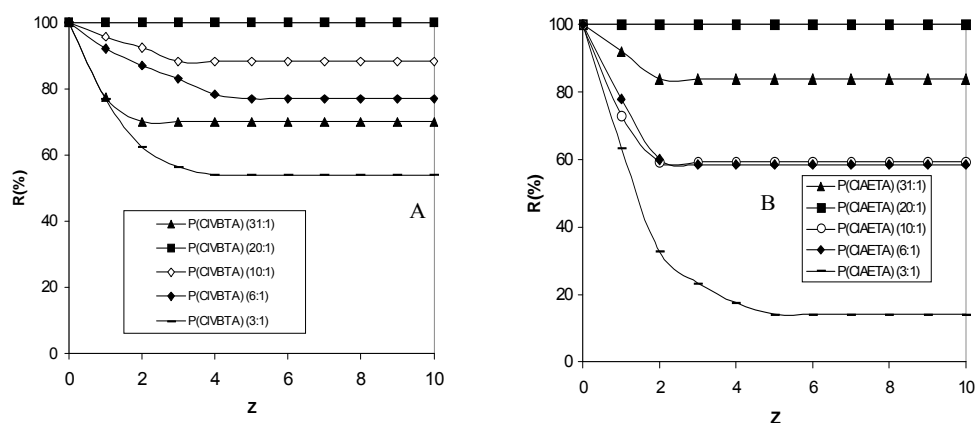 100
80
60
40
20
0
R(%)
0 2 4 6 8 10
Z
A
P(ClVBTA) (31:1)
P(ClVBTA) (20:1)
P(ClVBTA) (10:1)
P(ClVBTA) (6:1)
P(ClVBTA) (3:1)
100
80
60
40
20
0
R(%)
0 2 4 6 8 10
Z
B
P(ClAETA) (31:1)
P(ClAETA) (20:1)
P(ClAETA) (10:1)
P(ClAETA) (6:1)
P(ClAETA) (3:1)